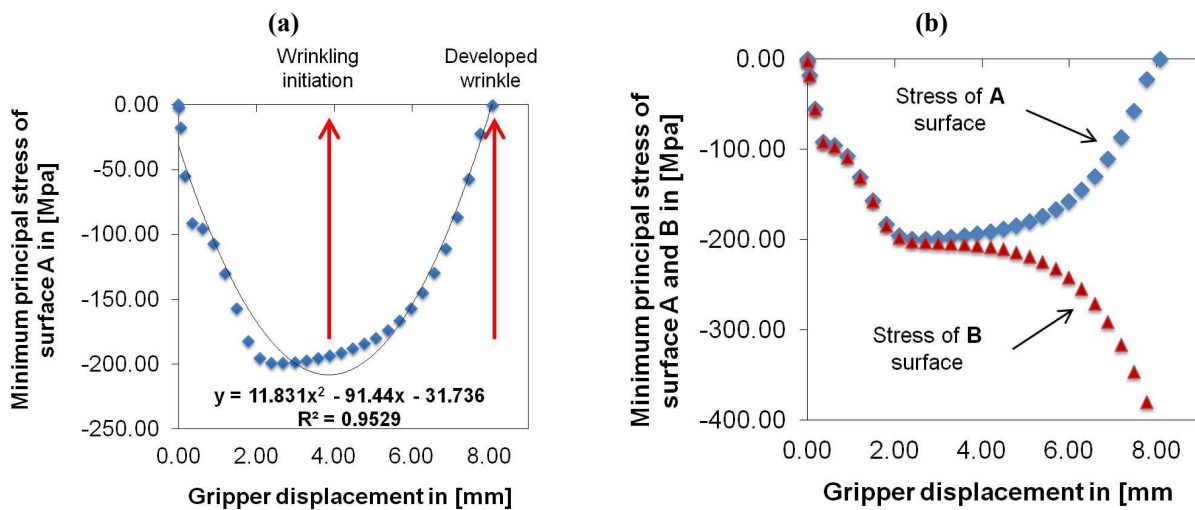 (a)
Wrinkling
initiation
Developed
wrinkle
Minimum principal stress of
surface A in [Mpa]
0.00
-50.00
-100.00
-150.00
-200.00
-250.00
y = 11.831x² - 91.44x - 31.736
R² = 0.9529
0.00 2.00 4.00 6.00 8.00
Gripper displacement in [mm]
(b)
Minimum principal stress of
surface A and B in [Mpa]
0.00
-100.00
-200.00
-300.00
-400.00
Stress of A
surface
Stress of B
surface
0.00 2.00 4.00 6.00 8.00
Gripper displacement in [mm